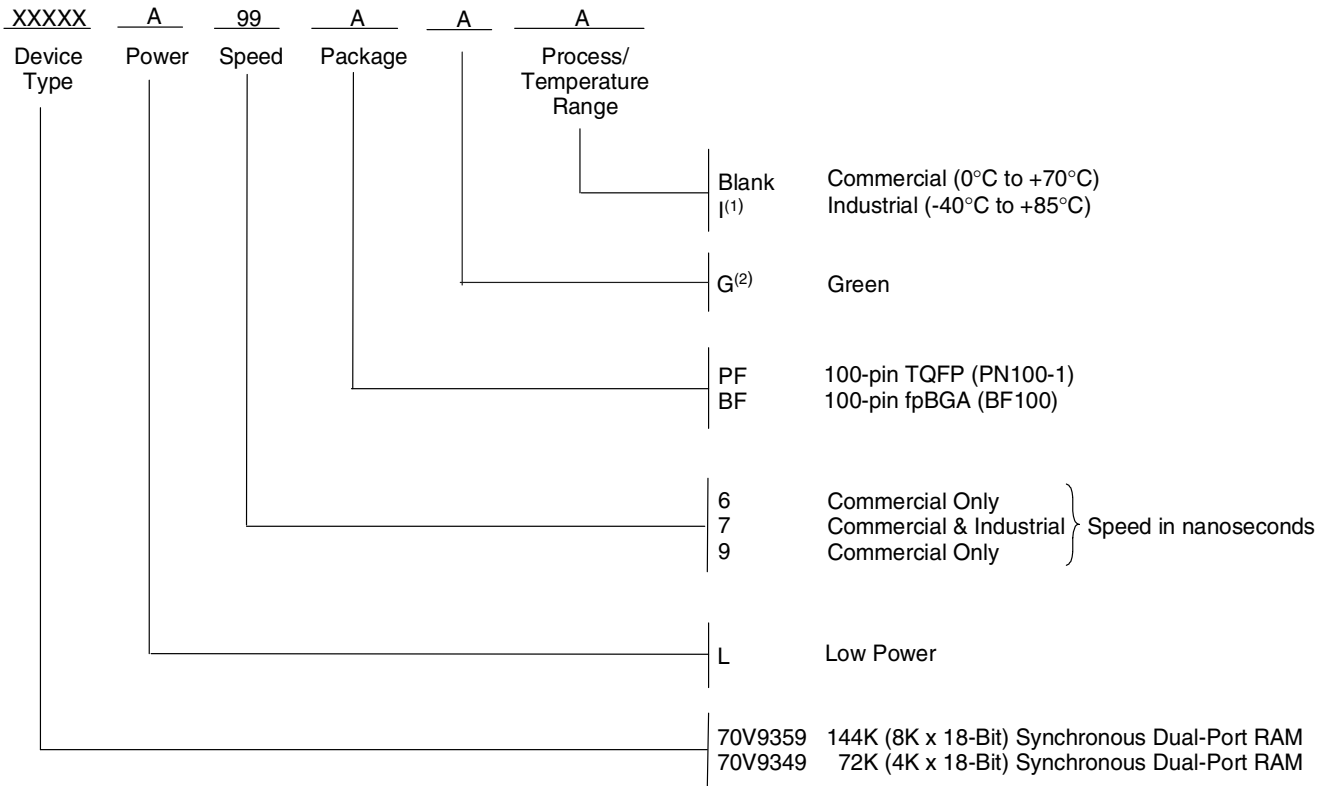 XXXXX A 99 A A A
Device Type Power Speed Package Process/ Temperature Range
Blank Commercial (0°C to +70°C)
I(1) Industrial (-40°C to +85°C)
G(2) Green
PF 100-pin TQFP (PN100-1)
BF 100-pin fpBGA (BF100)
6 Commercial Only
7 Commercial & Industrial Speed in nanoseconds
9 Commercial Only
L Low Power
70V9359 144K (8K x 18-Bit) Synchronous Dual-Port RAM
70V9349 72K (4K x 18-Bit) Synchronous Dual-Port RAM